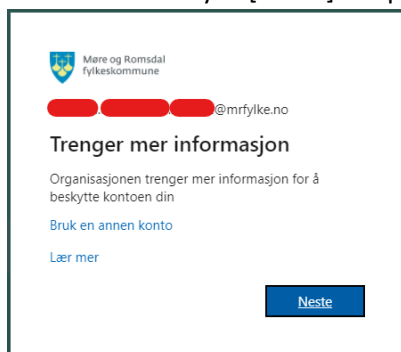 Møre og Romsdal
fylkeskommune
@mrfylke.no
Trenger mer informasjon
Organisasjonen trenger mer informasjon for å
beskytte kontoen din
Bruk en annen konto
Lær mer
Neste